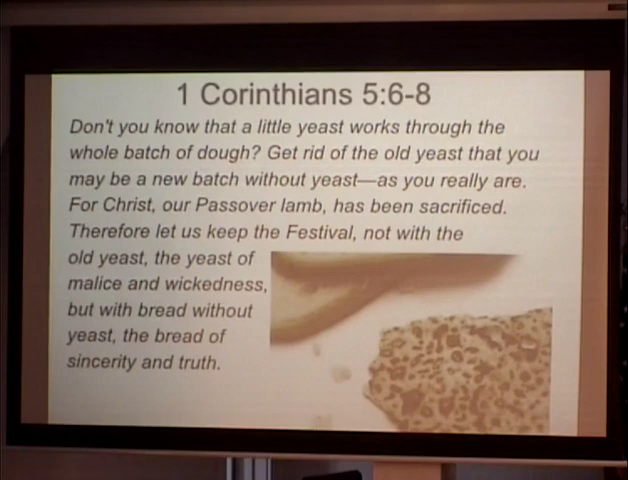 1 Corinthians 5:6-8
Don't you know that a little yeast works through the
whole batch of dough? Get rid of the old yeast that you
may be a new batch without yeast—as you really are.
For Christ, our Passover lamb, has been sacrificed.
Therefore let us keep the Festival, not with the
old yeast, the yeast of
malice and wickedness,
but with bread without
yeast, the bread of
sincerity and truth.